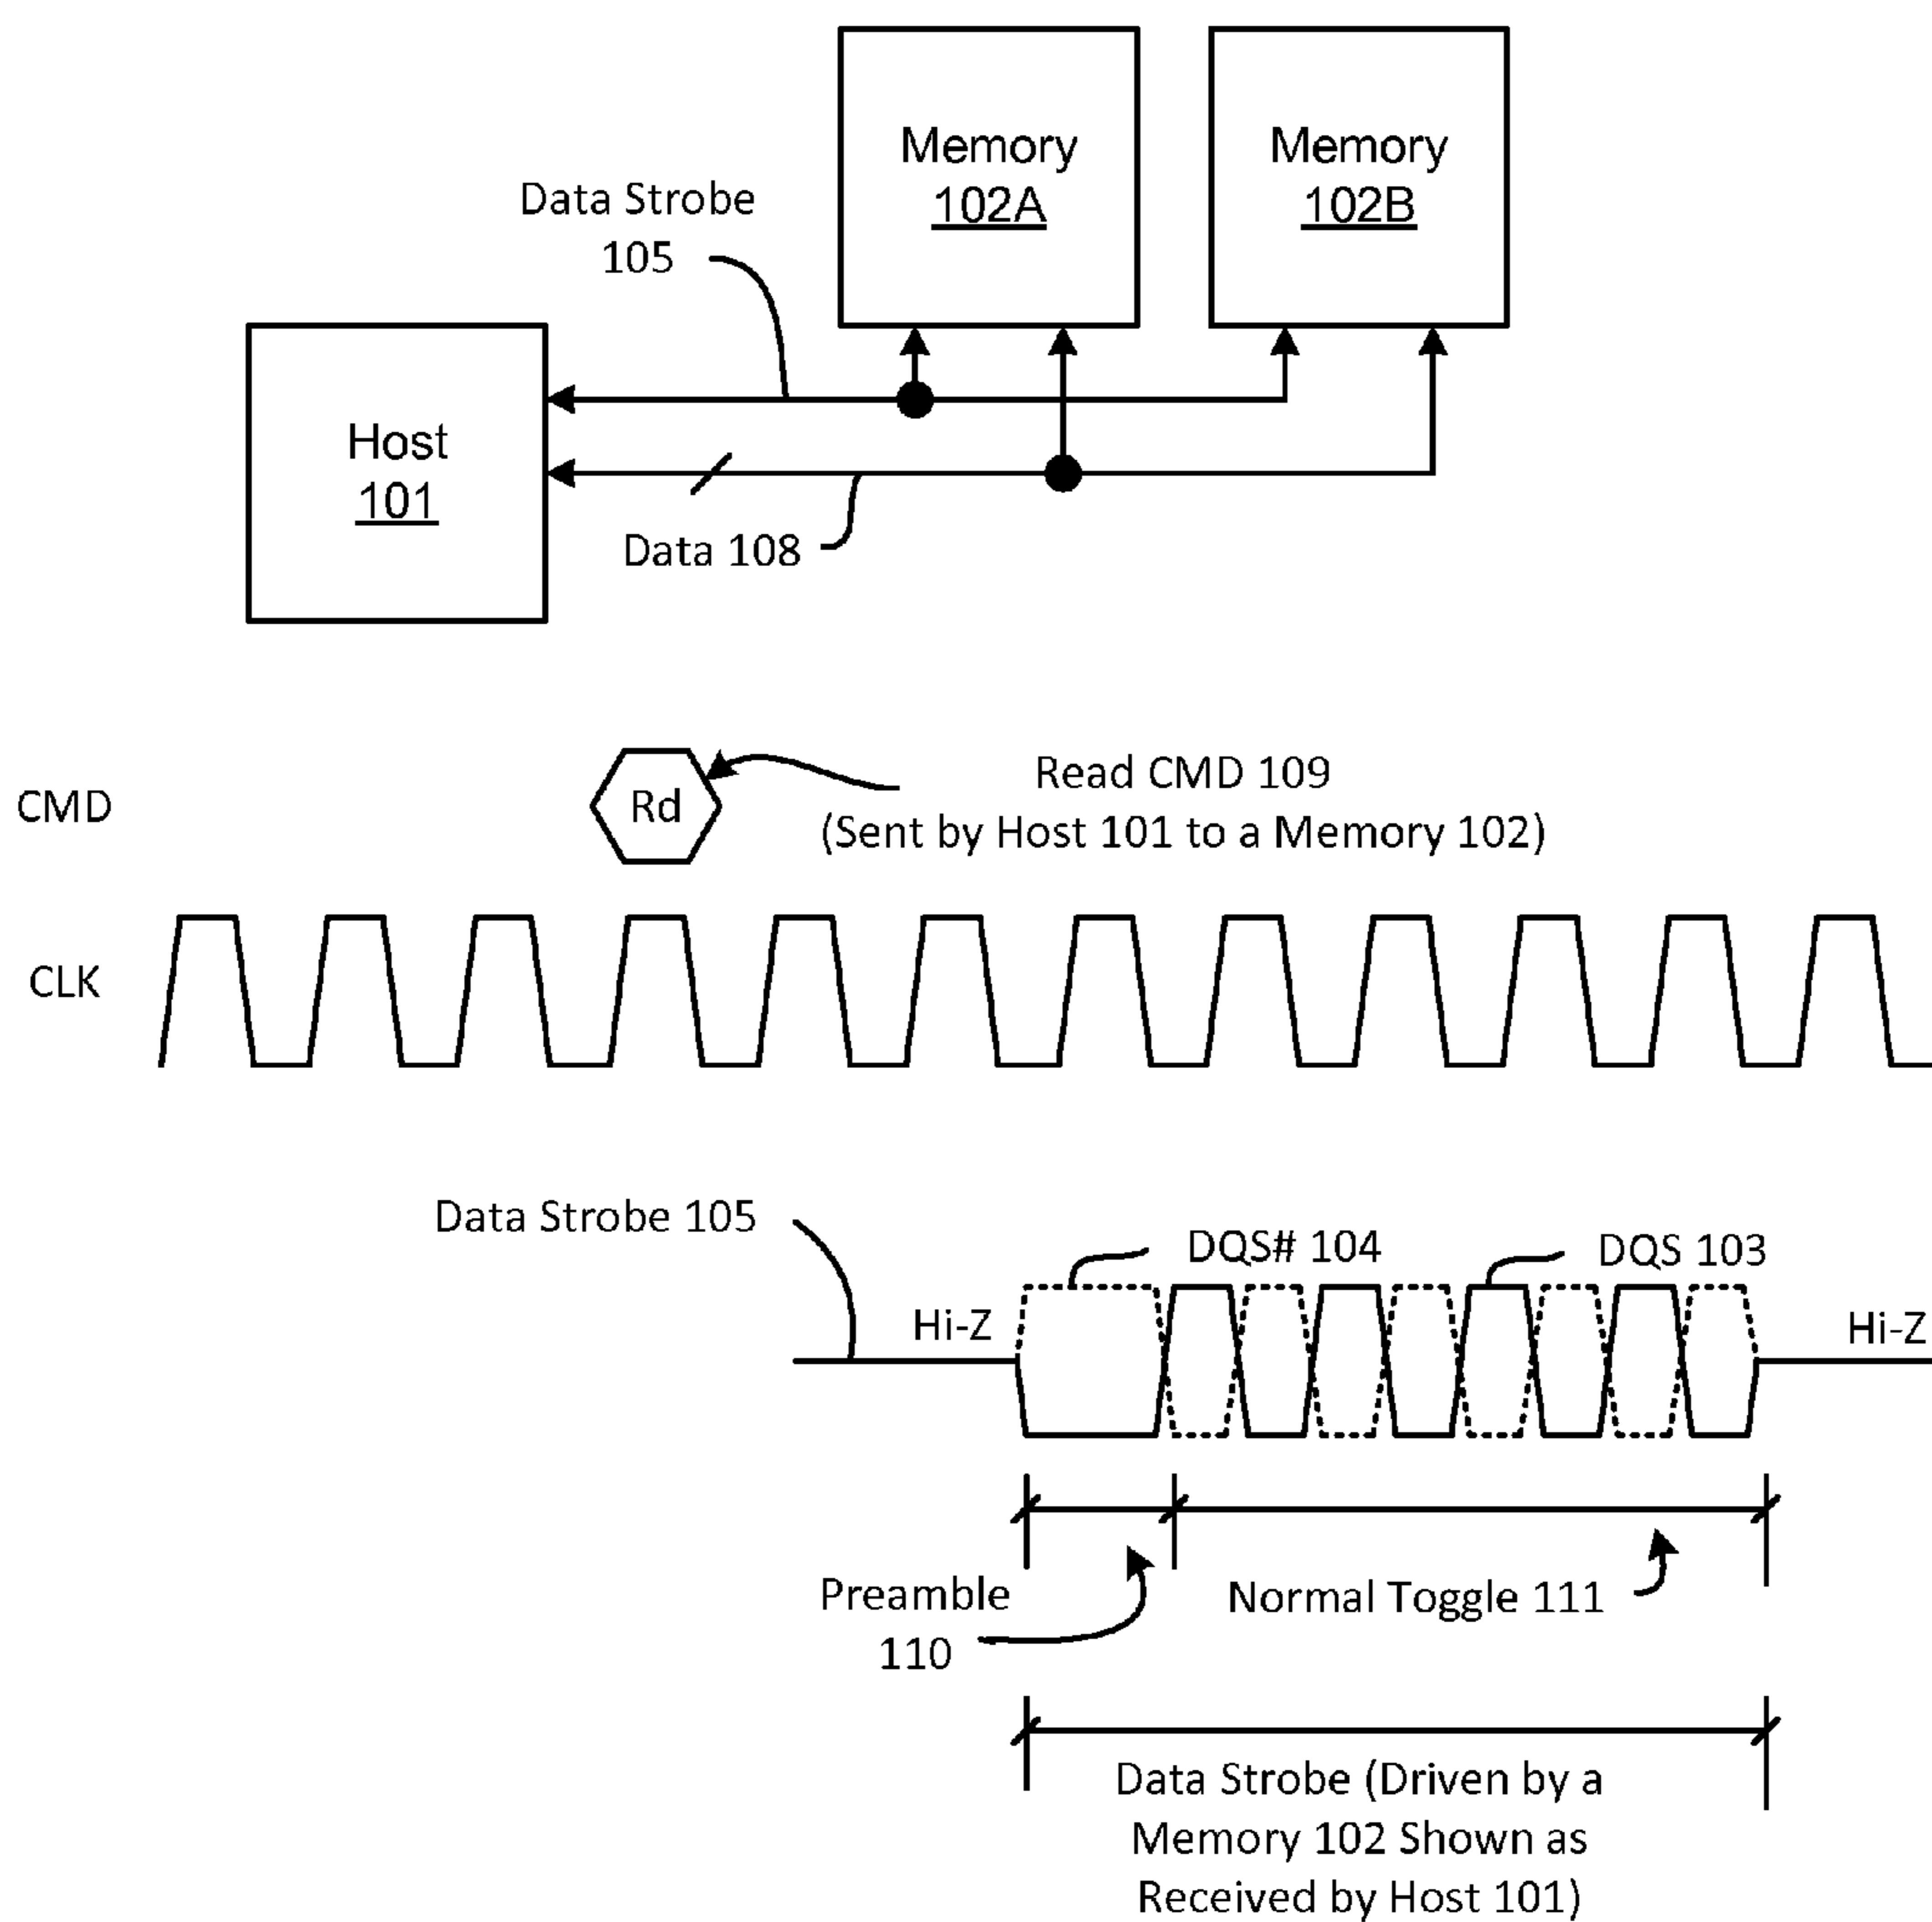 Memory
102A
Memory
102B
Data Strobe
105
Host
101
Data 108
CMD
Rd
Read CMD 109
(Sent by Host 101 to a Memory 102)
CLK
Data Strobe 105
DQS# 104
DQS 103
Hi-Z
Hi-Z
Preamble
110
Normal Toggle 111
Data Strobe (Driven by a
Memory 102 Shown as
Received by Host 101)